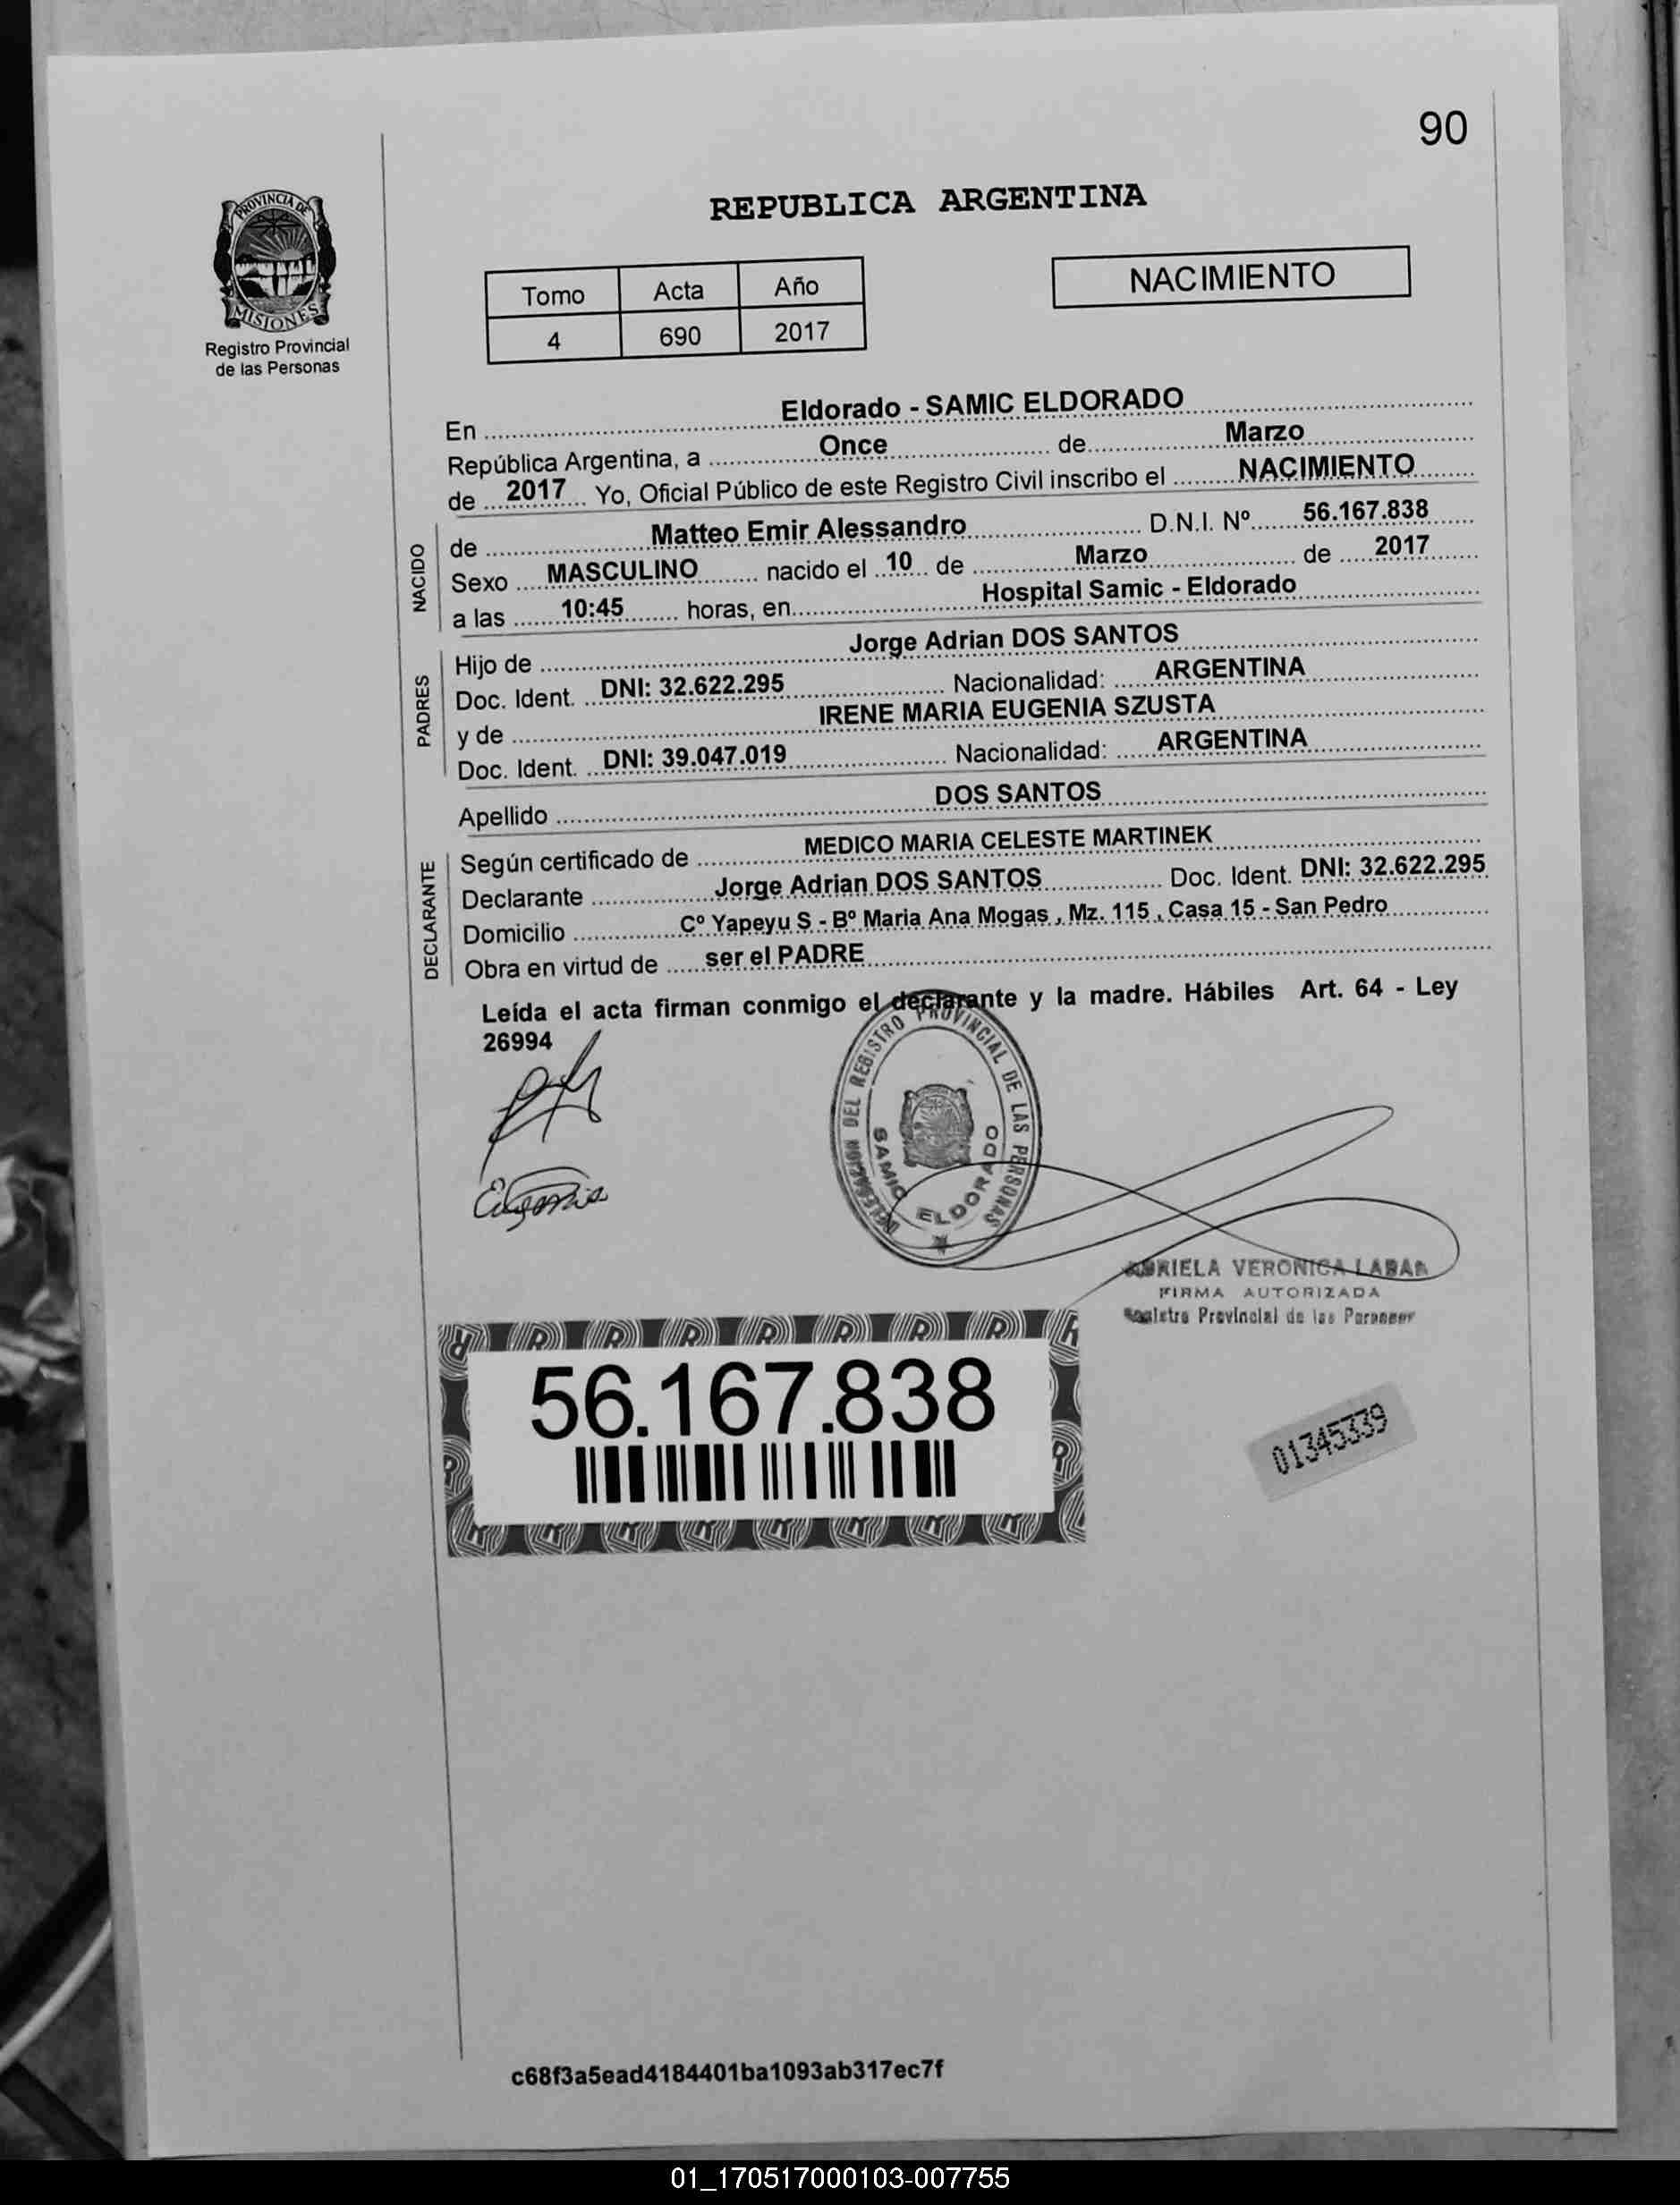 90
PROVINCIA DE
MISIONES
Registro Provincial
de las Personas
REPUBLICA ARGENTINA
Tomo Acta Año
4 690 2017
NACIMIENTO
En Eldorado - SAMIC ELDORADO
República Argentina, a Once de Marzo
de 2017 Yo, Oficial Público de este Registro Civil inscribo el NACIMIENTO
NACIDO
de Matteo Emir Alessandro D.N.I. Nº 56.167.838
Sexo MASCULINO nacido el 10 de Marzo de 2017
a las 10:45 horas, en Hospital Samic - Eldorado
PADRES
Hijo de Jorge Adrian DOS SANTOS
Doc. Ident. DNI: 32.622.295 Nacionalidad: ARGENTINA
y de IRENE MARIA EUGENIA SZUSTA
Doc. Ident. DNI: 39.047.019 Nacionalidad: ARGENTINA
Apellido DOS SANTOS
DECLARANTE
Según certificado de MEDICO MARIA CELESTE MARTINEK
Declarante Jorge Adrian DOS SANTOS Doc. Ident. DNI: 32.622.295
Domicilio Cº Yapeyu S - Bº Maria Ana Mogas , Mz. 115 , Casa 15 - San Pedro
Obra en virtud de ser el PADRE
Leída el acta firman conmigo el declarante y la madre. Hábiles Art. 64 - Ley
26994
DELEGACION DEL REGISTRO PROVINCIAL DE LAS PERSONAS
SAMIC ELDORADO
Eugenia
VERONICA
FIRMA AUTORIZADA
Registro Provincial de las Personas
56.167.838
01345339
c68f3a5ead4184401ba1093ab317ec7f
01_170517000103-007755